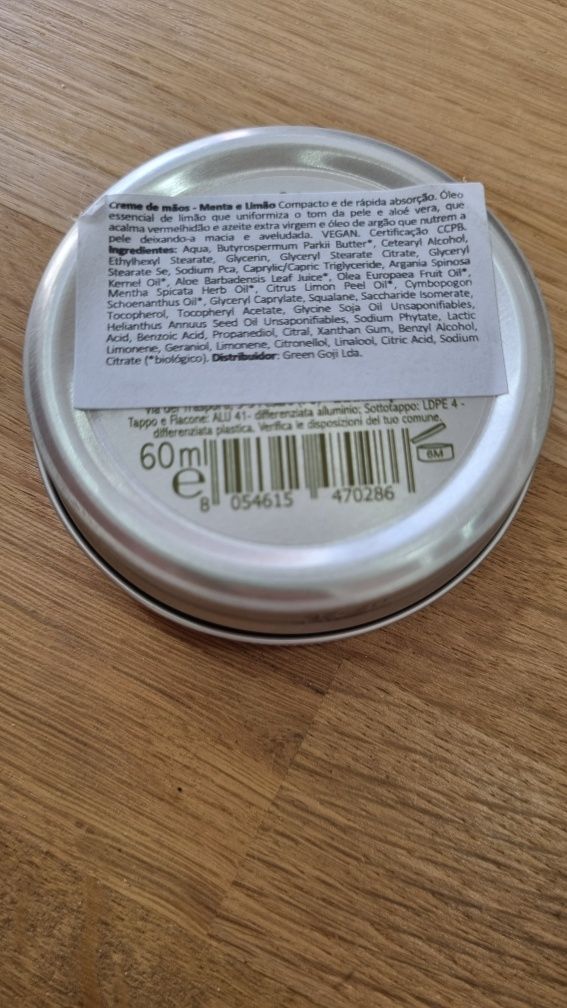 Creme de mãos - Menta e Limão Compacto e de rápida absorção. Óleo
essencial de limão que uniformiza o tom da pele e aloé vera, que
acalma vermelhidão e azeite extra virgem e óleo de argão que nutrem a
pele deixando-a macia e aveludada. VEGAN. Certificação CCPB.
Ingredientes: Aqua, Butyrospermum Parkii Butter*, Cetearyl Alcohol,
Ethylhexyl Stearate, Glycerin, Glyceryl Stearate Citrate, Glyceryl
Stearate Se, Sodium Pca, Caprylic/Capric Triglyceride, Argania Spinosa
Kernel Oil*, Aloe Barbadensis Leaf Juice*, Olea Europaea Fruit Oil*,
Mentha Spicata Herb Oil*, Citrus Limon Peel Oil*, Cymbopogon
Schoenanthus Oil*, Glyceryl Caprylate, Squalane, Saccharide Isomerate,
Tocopherol, Tocopheryl Acetate, Glycine Soja Oil Unsaponifiables,
Helianthus Annuus Seed Oil Unsaponifiables, Sodium Phytate, Lactic
Acid, Benzoic Acid, Propanediol, Citral, Xanthan Gum, Benzyl Alcohol,
Limonene, Geraniol, Limonene, Citronellol, Linalool, Citric Acid, Sodium
Citrate (*biológico). Distribuidor: Green Goji Lda.
Tappo e Flacone: ALU 41- differenziata alluminio; Sottotappo: LDPE 4 -
differenziata plastica. Verifica le disposizioni del tuo comune.
60 ml
e
6M
8 054615 470286